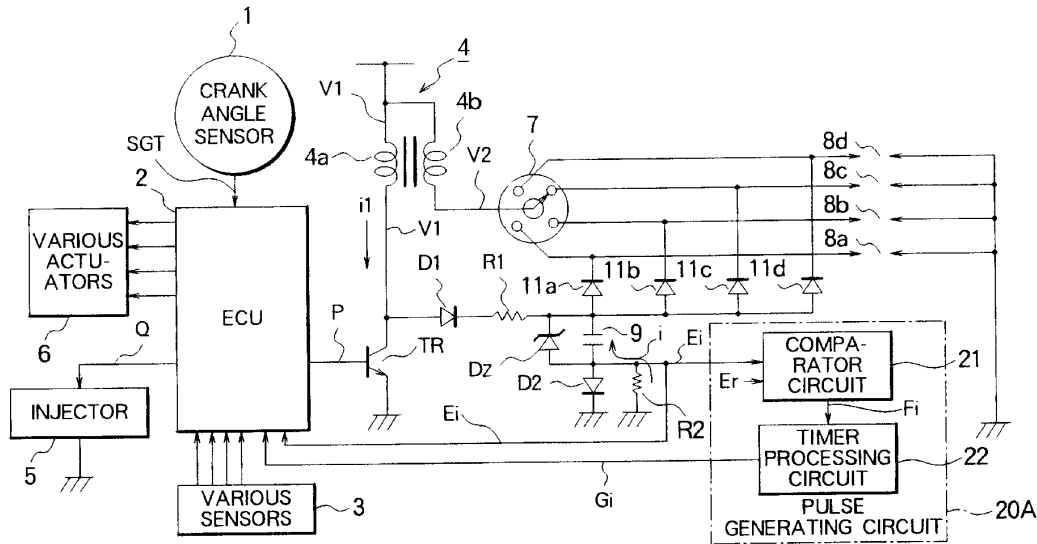 1
CRANK
ANGLE
SENSOR
SGT
2
VARIOUS
ACTU-
ATORS
6
Q
INJECTOR
5
ECU
P
VARIOUS
SENSORS
3
4
V1
4a
4b
V2
i1
V1
7
8d
8c
8b
8a
D1
R1
11a
11b
11c
11d
TR
DZ
9
i
Ei
D2
R2
Ei
Gi
Er
COMPA-
RATOR
CIRCUIT
21
Fi
TIMER
PROCESSING
CIRCUIT
22
PULSE
GENERATING CIRCUIT
20A